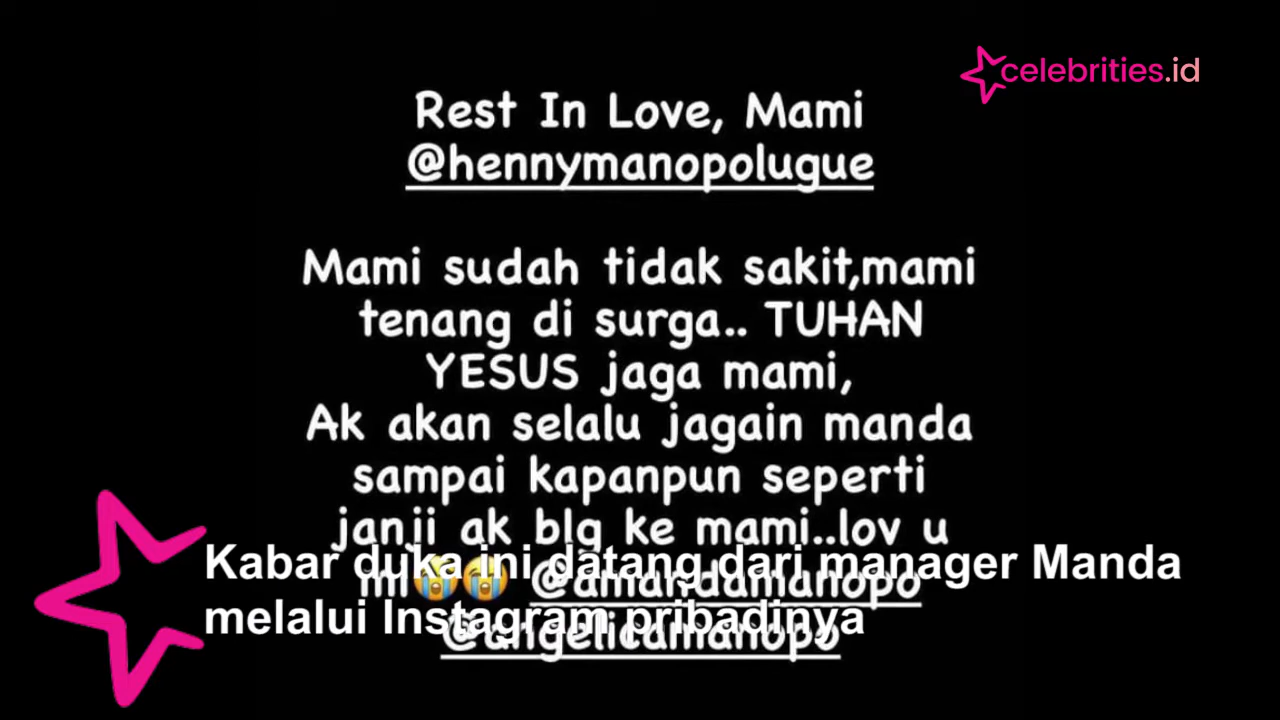 celebrities.id
Rest In Love, Mami
@hennymanopolugue
Mami sudah tidak sakit,mami
tenang di surga.. TUHAN
YESUS jaga mami,
Ak akan selalu jagain manda
sampai kapanpun seperti
janji ak blg ke mami..lov u
mi😭😭 @amandamanopo
@angelicamanopo
Kabar duka ini datang dari manager Manda
melalui Instagram pribadinya